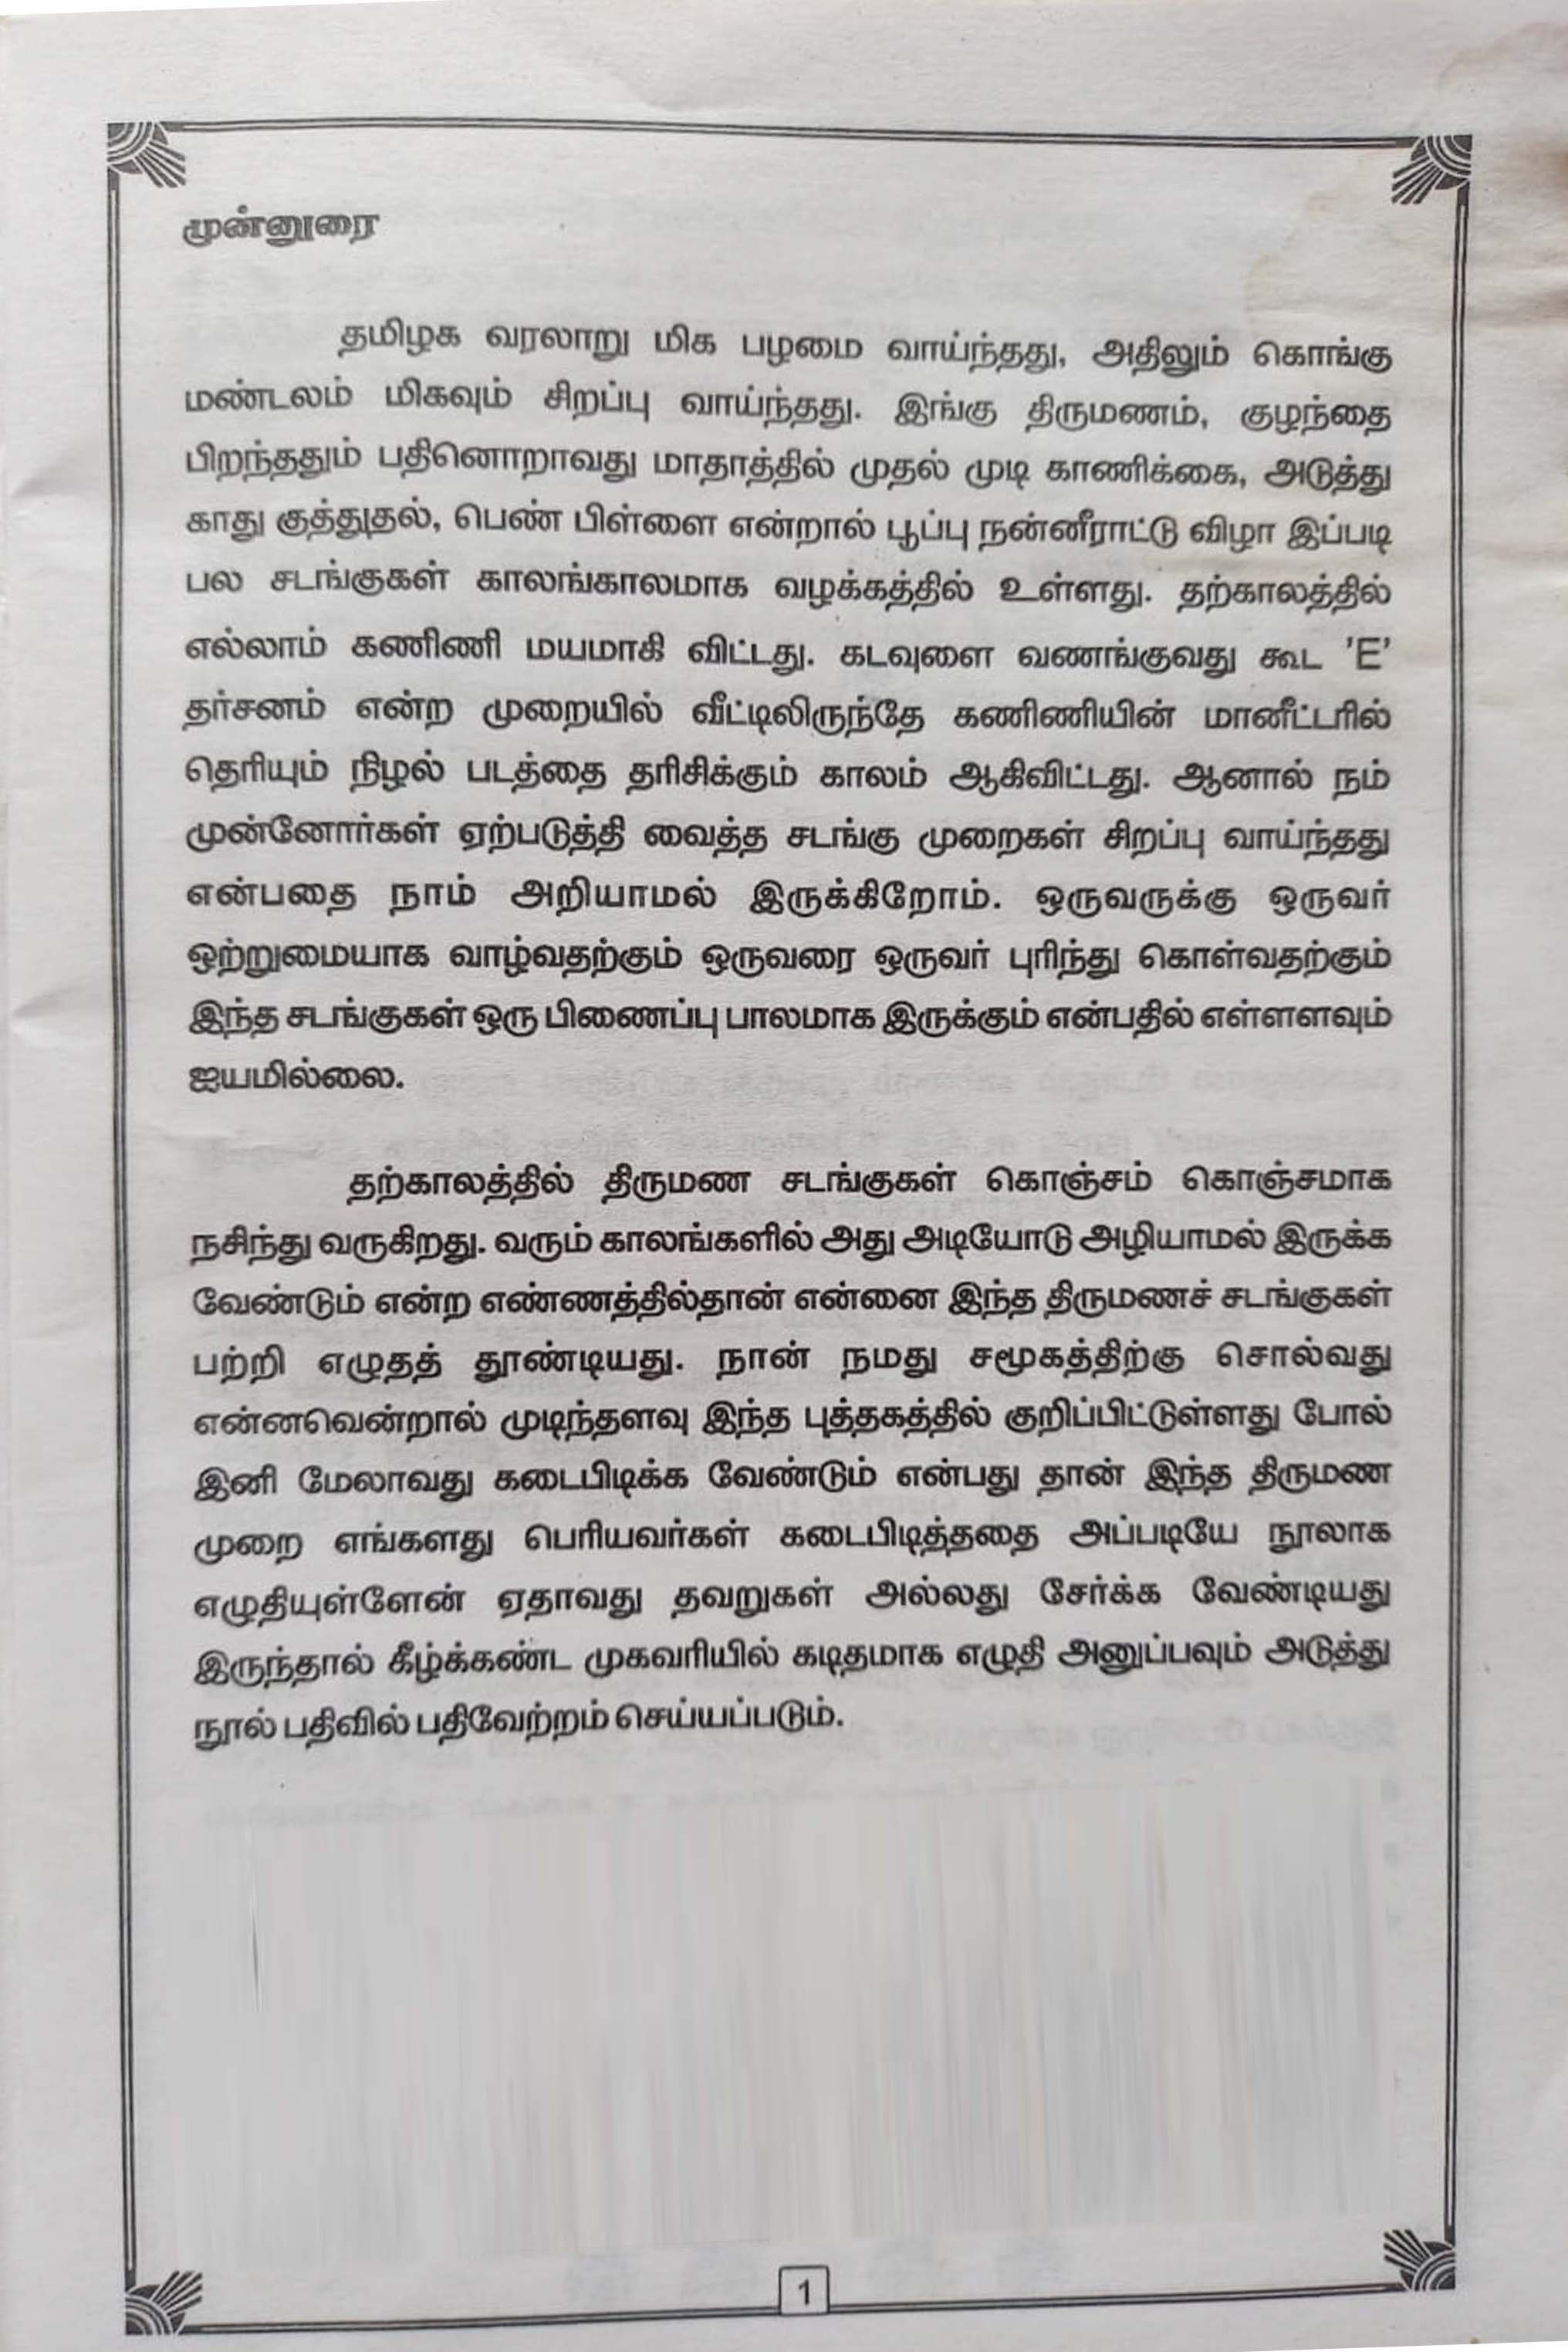 முன்னுரை
தமிழக வரலாறு மிக பழமை வாய்ந்தது, அதிலும் கொங்கு
மண்டலம் மிகவும் சிறப்பு வாய்ந்தது. இங்கு திருமணம், குழந்தை
பிறந்ததும் பதினொறாவது மாதாத்தில் முதல் முடி காணிக்கை, அடுத்து
காது குத்துதல், பெண் பிள்ளை என்றால் பூப்பு நன்னீராட்டு விழா இப்படி
பல சடங்குகள் காலங்காலமாக வழக்கத்தில் உள்ளது. தற்காலத்தில்
எல்லாம் கணிணி மயமாகி விட்டது. கடவுளை வணங்குவது கூட 'E'
தர்சனம் என்ற முறையில் வீட்டிலிருந்தே கணிணியின் மானீட்டரில்
தெரியும் நிழல் படத்தை தரிசிக்கும் காலம் ஆகிவிட்டது. ஆனால் நம்
முன்னோர்கள் ஏற்படுத்தி வைத்த சடங்கு முறைகள் சிறப்பு வாய்ந்தது
என்பதை நாம் அறியாமல் இருக்கிறோம். ஒருவருக்கு ஒருவர்
ஒற்றுமையாக வாழ்வதற்கும் ஒருவரை ஒருவர் புரிந்து கொள்வதற்கும்
இந்த சடங்குகள் ஒரு பிணைப்பு பாலமாக இருக்கும் என்பதில் எள்ளளவும்
ஐயமில்லை.
தற்காலத்தில் திருமண சடங்குகள் கொஞ்சம் கொஞ்சமாக
நசிந்து வருகிறது. வரும் காலங்களில் அது அடியோடு அழியாமல் இருக்க
வேண்டும் என்ற எண்ணத்தில்தான் என்னை இந்த திருமணச் சடங்குகள்
பற்றி எழுதத் தூண்டியது. நான் நமது சமூகத்திற்கு சொல்வது
என்னவென்றால் முடிந்தளவு இந்த புத்தகத்தில் குறிப்பிட்டுள்ளது போல்
இனி மேலாவது கடைபிடிக்க வேண்டும் என்பது தான் இந்த திருமண
முறை எங்களது பெரியவர்கள் கடைபிடித்ததை அப்படியே நூலாக
எழுதியுள்ளேன் ஏதாவது தவறுகள் அல்லது சேர்க்க வேண்டியது
இருந்தால் கீழ்க்கண்ட முகவரியில் கடிதமாக எழுதி அனுப்பவும் அடுத்து
நூல் பதிவில் பதிவேற்றம் செய்யப்படும்.
1